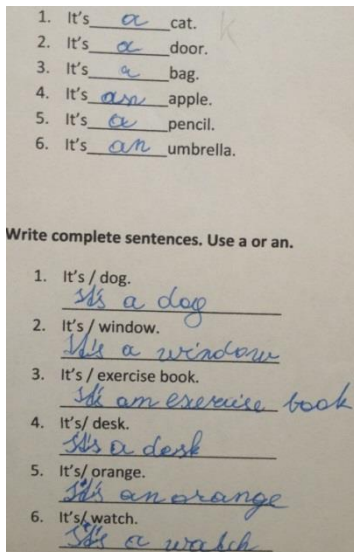 1. It's a cat.
2. It's a door.
3. It's a bag.
4. It's an apple.
5. It's a pencil.
6. It's an umbrella.
Write complete sentences. Use a or an.
1. It's / dog.
It's a dog
2. It's / window.
It's a window
3. It's / exercise book.
It's an exercise book
4. It's/ desk.
It's a desk
5. It's/ orange.
It's an orange
6. It's/ watch.
It's a watch